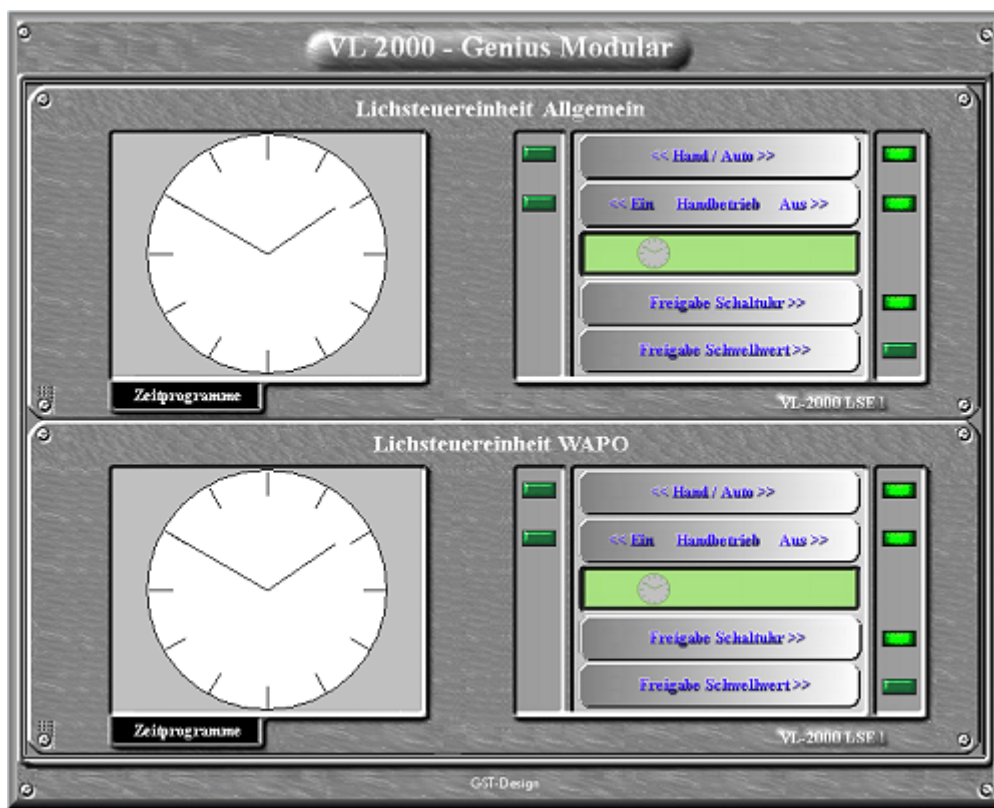 VL 2000 - Genius Modular
Lichsteuereinheit Allgemein
<< Hand / Auto >>
<< Ein Handbetrieb Aus >>
Freigabe Schaltuhr >>
Freigabe Schwellwert >>
Zeitprogramme
VL-2000 LSE 1
Lichsteuereinheit WAPO
<< Hand / Auto >>
<< Ein Handbetrieb Aus >>
Freigabe Schaltuhr >>
Freigabe Schwellwert >>
Zeitprogramme
VL-2000 LSE 1
GST-Design